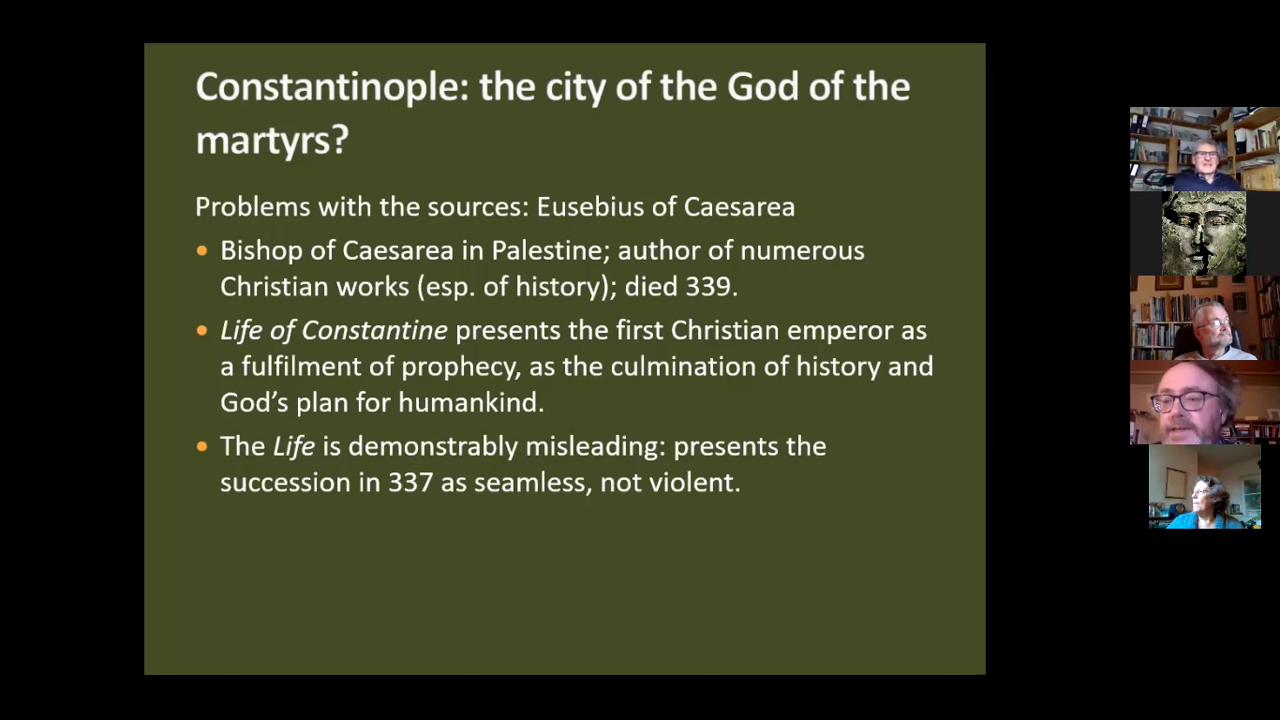 Constantinople: the city of the God of the
martyrs?
Problems with the sources: Eusebius of Caesarea
• Bishop of Caesarea in Palestine; author of numerous
Christian works (esp. of history); died 339.
• Life of Constantine presents the first Christian emperor as
a fulfilment of prophecy, as the culmination of history and
God’s plan for humankind.
• The Life is demonstrably misleading: presents the
succession in 337 as seamless, not violent.